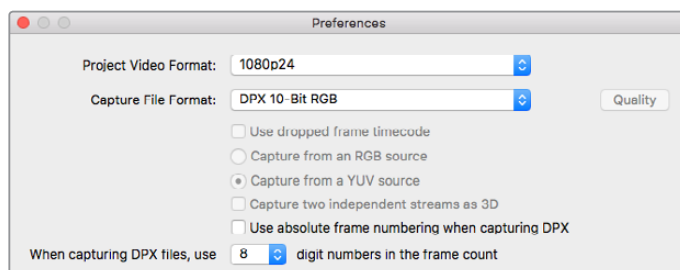 Preferences
Project Video Format: 1080p24
Capture File Format: DPX 10-Bit RGB Quality
Use dropped frame timecode
Capture from an RGB source
Capture from a YUV source
Capture two independent streams as 3D
Use absolute frame numbering when capturing DPX
When capturing DPX files, use 8 digit numbers in the frame count